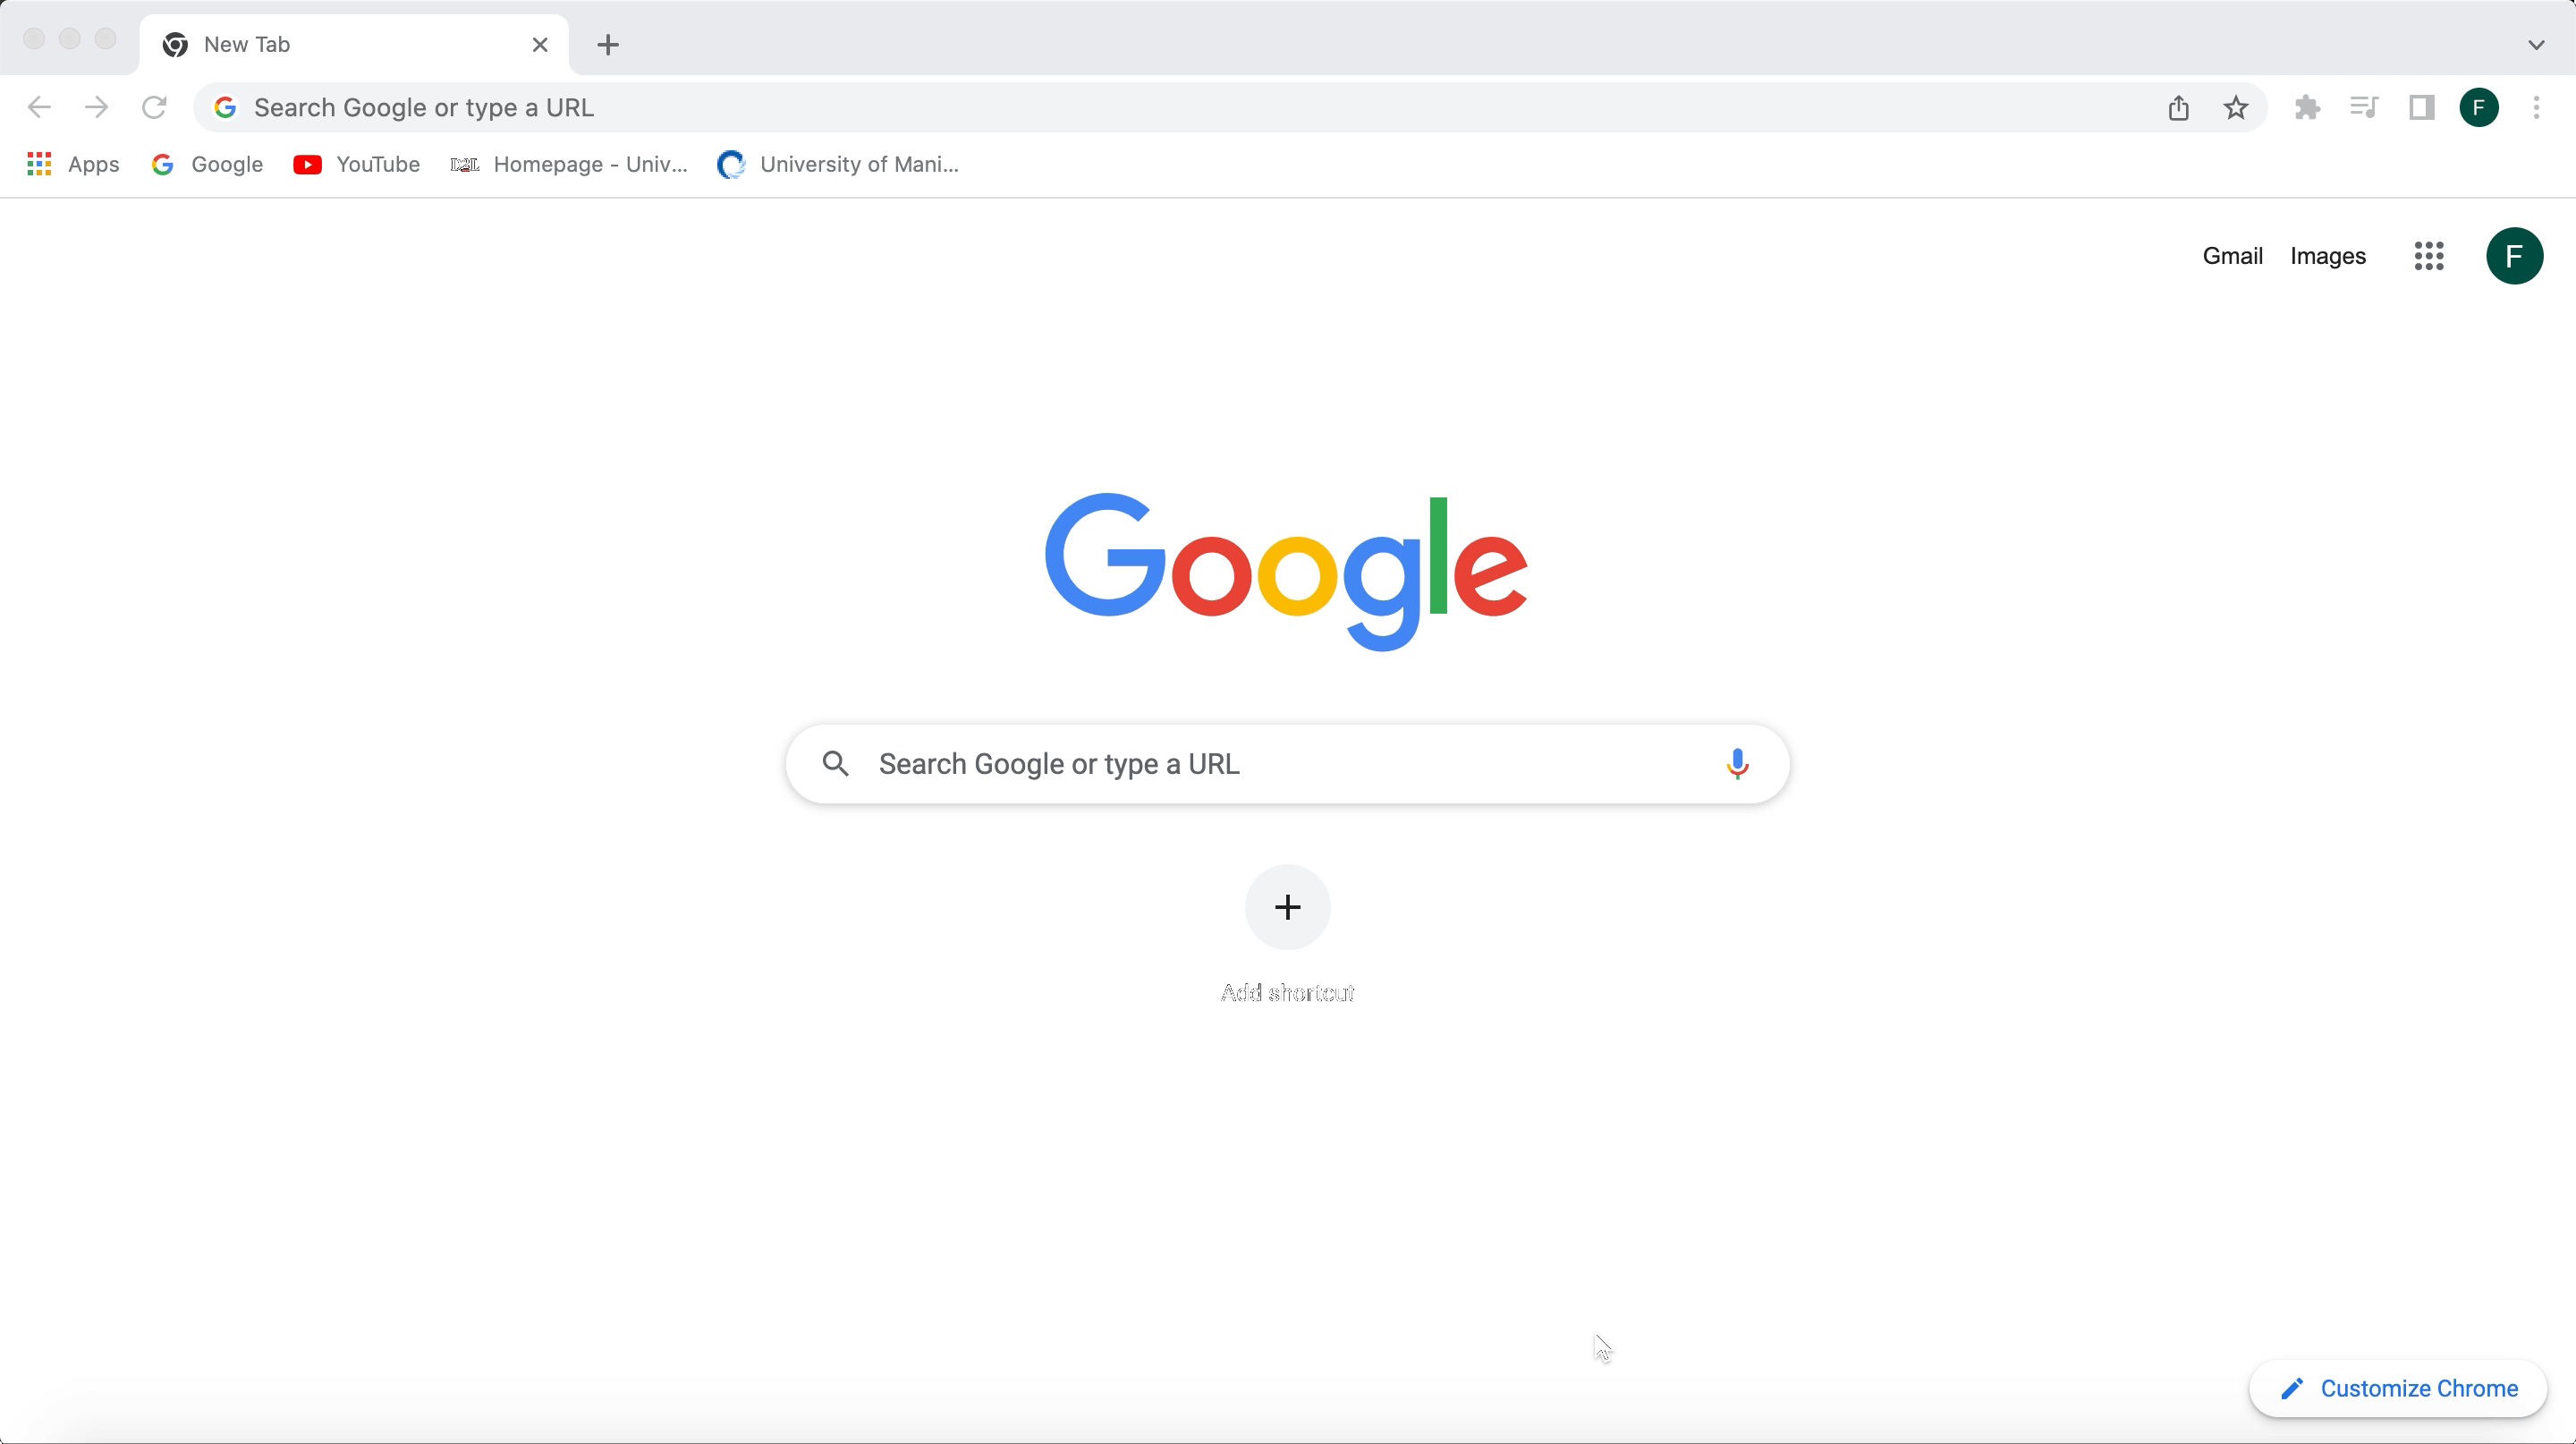 New Tab
Search Google or type a URL
F
Apps
Google
YouTube
D2L
Homepage - Univ...
University of Mani...
Gmail
Images
F
Google
Search Google or type a URL
Add shortcut
Customize Chrome